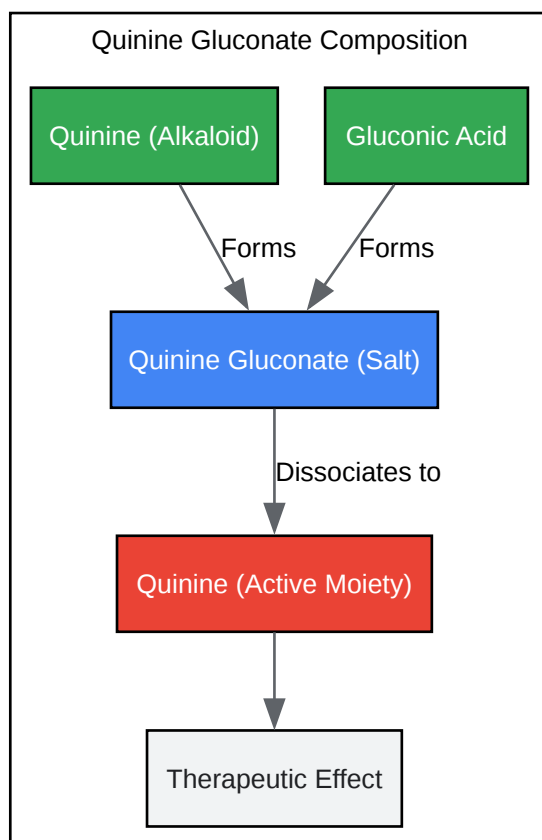 Quinine Gluconate Composition
Quinine (Alkaloid)
Gluconic Acid
Forms
Forms
Quinine Gluconate (Salt)
Dissociates to
Quinine (Active Moiety)
Therapeutic Effect